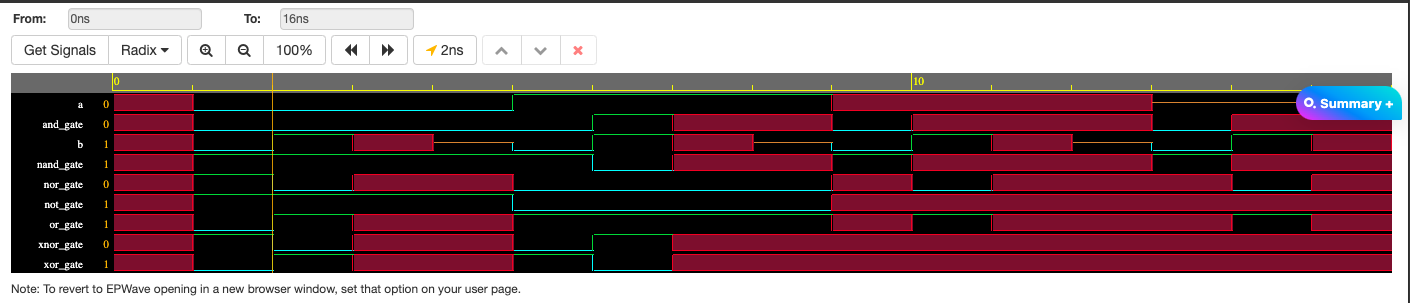 From: 0ns To: 16ns
Get Signals Radix 100% 2ns
0 10
a 0
O. Summary +
and_gate 0
b 1
nand_gate 1
nor_gate 0
not_gate 1
or_gate 1
xnor_gate 0
xor_gate 1
Note: To revert to EPWave opening in a new browser window, set that option on your user page.